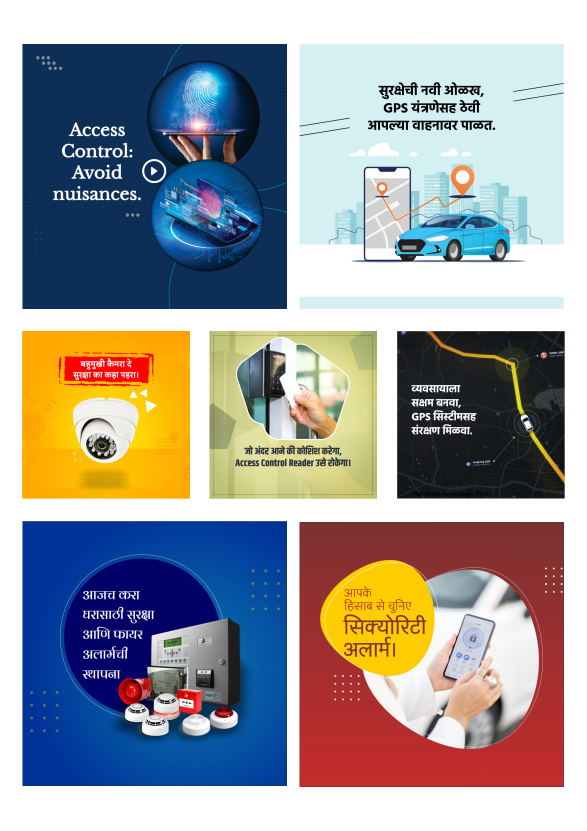 Access
Control:
Avoid
nuisances.
सुरक्षेची नवी ओळख,
GPS यंत्रणेसह ठेवी
आपल्या वाहनावर पाळत.
बहुमुखी कैमरा दे
सुरक्षा का कड़ा पहरा।
जो अंदर आने की कोशिश करेगा,
Access Control Reader उसे रोकेगा।
व्यवसायाला
सक्षम बनवा,
GPS सिस्टीमसह
संरक्षण मिळवा.
आजच करा
घरासाठी सुरक्षा
आणि फायर
अलार्मची
स्थापना
आपके
हिसाब से चुनिए
सिक्योरिटी
अलार्म।